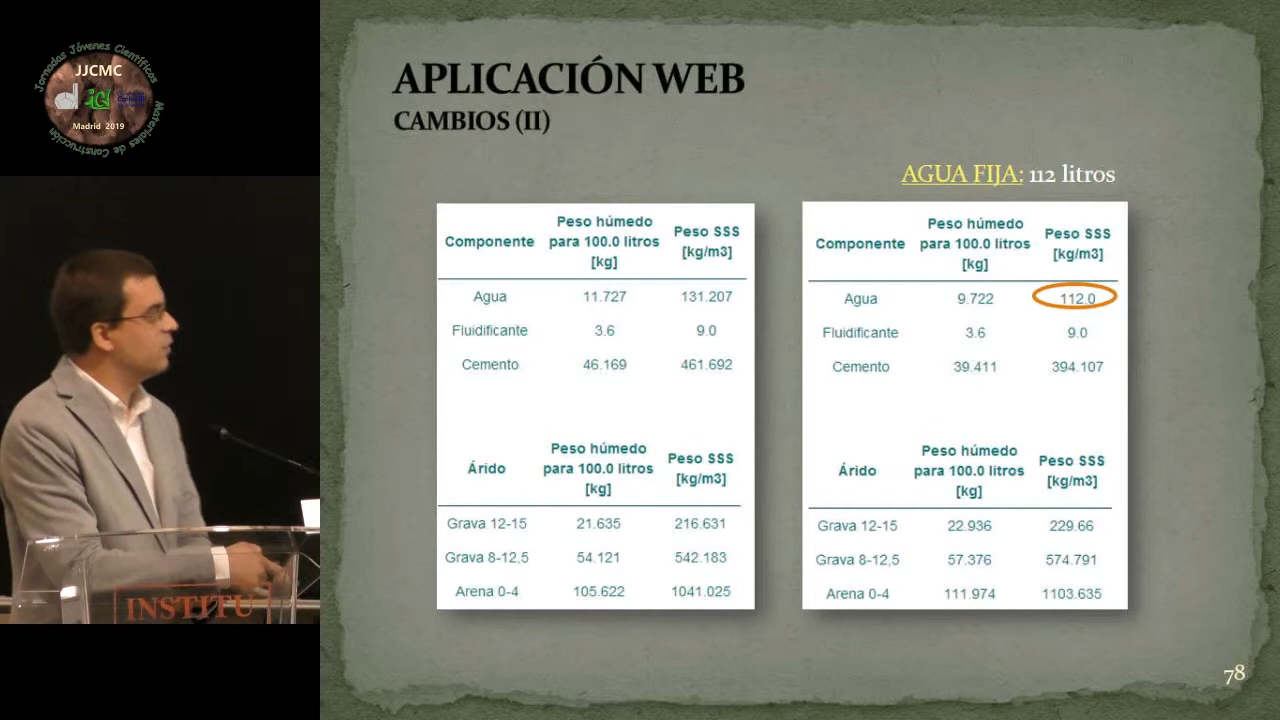 Jornadas Jóvenes Científicos
JJCMC
Madrid 2019
Materiales de Construcción
INSTITU
APLICACIÓN WEB
CAMBIOS (II)
AGUA FIJA: 112 litros
Componente Peso húmedo para 100.0 litros [kg] Peso SSS [kg/m3]
Agua 11.727 131.207
Fluidificante 3.6 9.0
Cemento 46.169 461.692
Árido Peso húmedo para 100.0 litros [kg] Peso SSS [kg/m3]
Grava 12-15 21.635 216.631
Grava 8-12,5 54.121 542.183
Arena 0-4 105.622 1041.025
Componente Peso húmedo para 100.0 litros [kg] Peso SSS [kg/m3]
Agua 9.722 112.0
Fluidificante 3.6 9.0
Cemento 39.411 394.107
Árido Peso húmedo para 100.0 litros [kg] Peso SSS [kg/m3]
Grava 12-15 22.936 229.66
Grava 8-12,5 57.376 574.791
Arena 0-4 111.974 1103.635
78